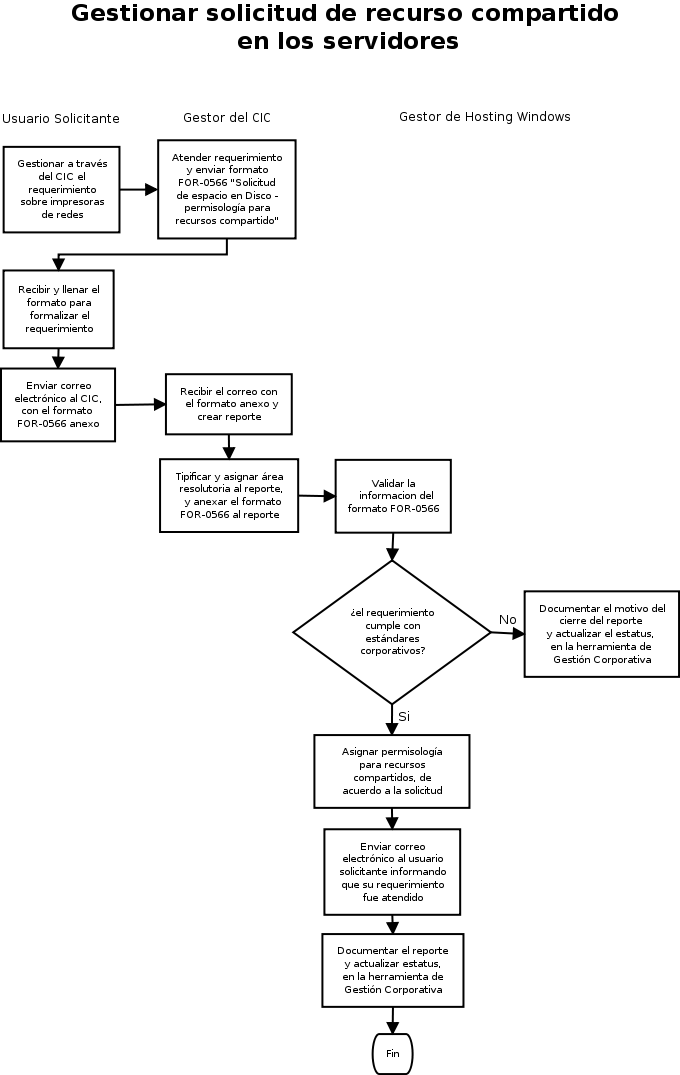 Gestionar solicitud de recurso compartido
en los servidores
Usuario Solicitante
Gestor del CIC
Gestor de Hosting Windows
Gestionar a través
del CIC el
requerimiento
sobre impresoras
de redes
Atender requerimiento
y enviar formato
FOR-0566 "Solicitud
de espacio en Disco -
permisología para
recursos compartido"
Recibir y llenar el
formato para
formalizar el
requerimiento
Enviar correo
electrónico al CIC,
con el formato
FOR-0566 anexo
Recibir el correo con
el formato anexo y
crear reporte
Tipificar y asignar área
resolutoria al reporte,
y anexar el formato
FOR-0566 al reporte
Validar la
informacion del
formato FOR-0566
¿el requerimiento
cumple con
estándares
corporativos?
No
Documentar el motivo del
cierre del reporte
y actualizar el estatus,
en la herramienta de
Gestión Corporativa
Si
Asignar permisología
para recursos
compartidos, de
acuerdo a la solicitud
Enviar correo
electrónico al usuario
solicitante informando
que su requerimiento
fue atendido
Documentar el reporte
y actualizar estatus,
en la herramienta de
Gestión Corporativa
Fin